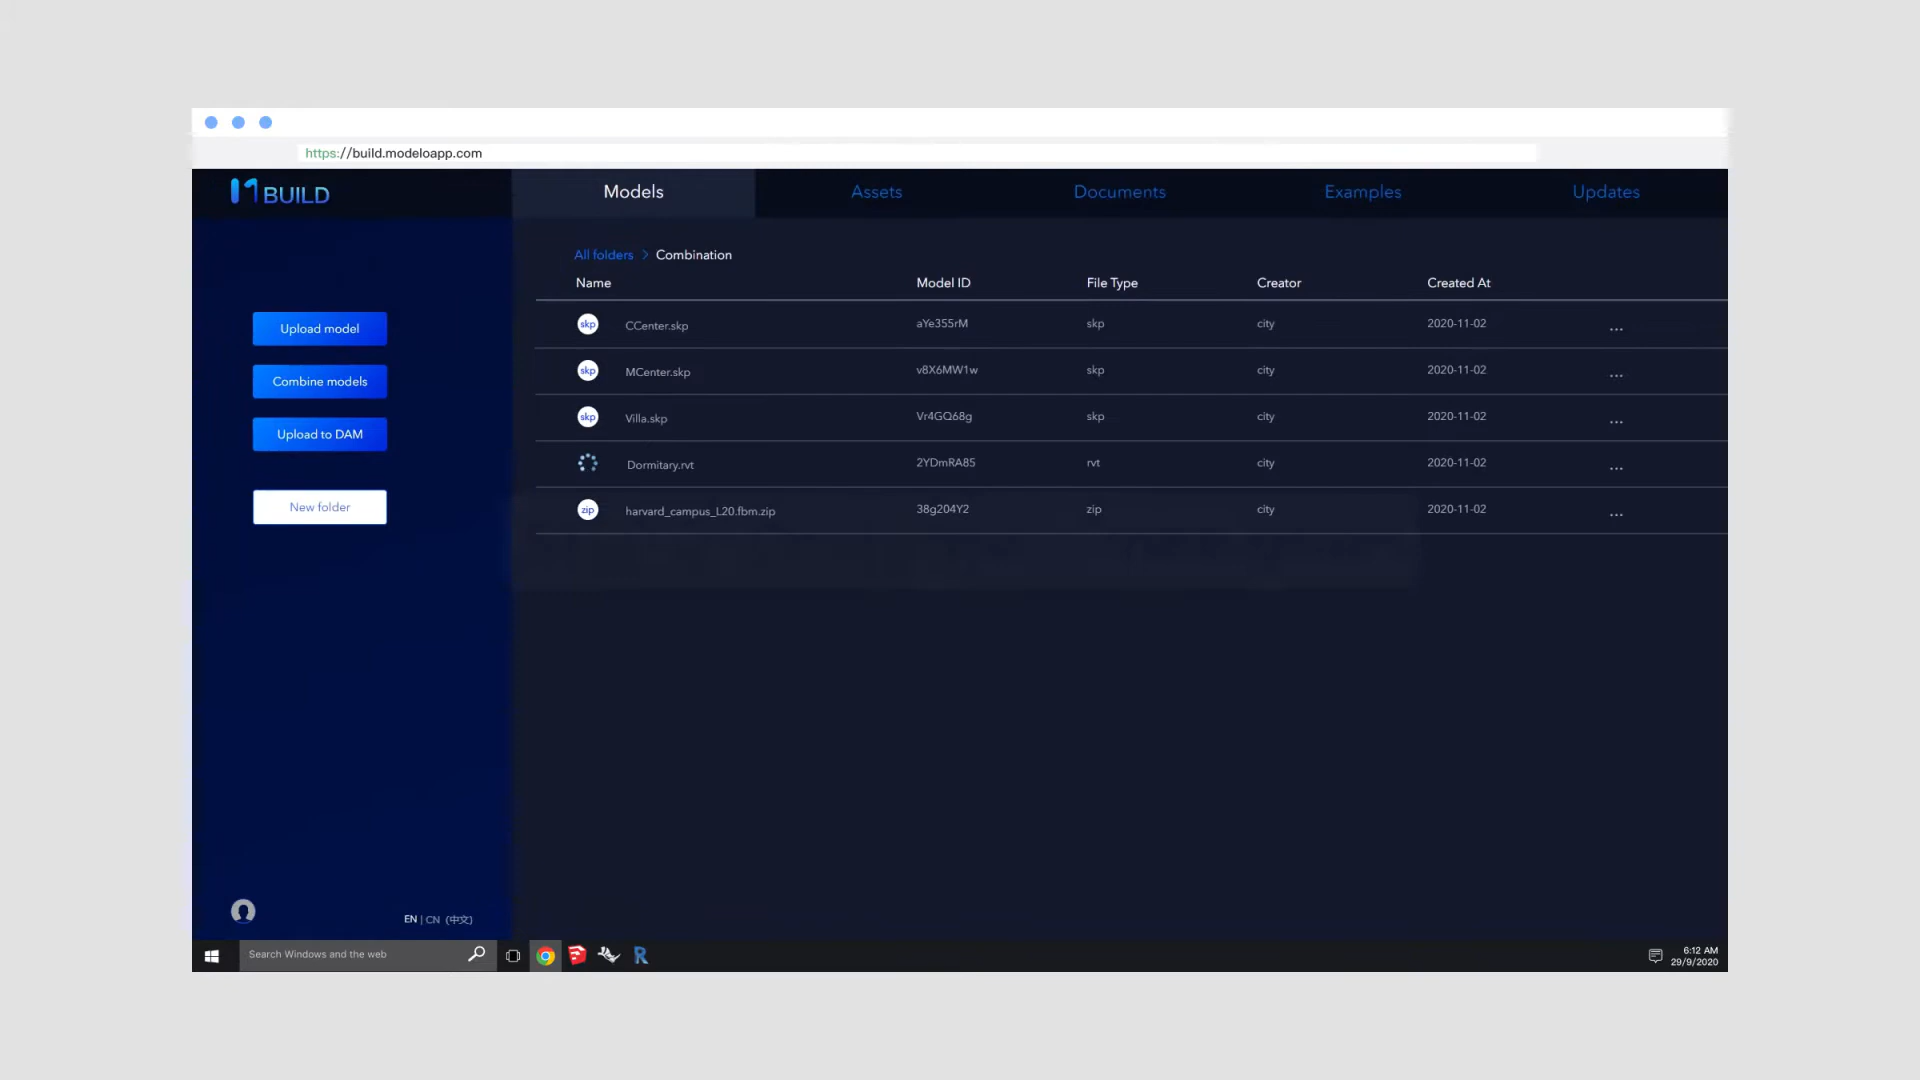 https://build.modeloapp.com
BUILD
Models Assets Documents Examples Updates
All folders > Combination
Name Model ID File Type Creator Created At
skp CCenter.skp aYe355rM skp city 2020-11-02 ...
skp MCenter.skp v8X6MW1w skp city 2020-11-02 ...
skp Villa.skp Vr4GQ68g skp city 2020-11-02 ...
Dormitary.rvt 2YDmRA85 rvt city 2020-11-02 ...
zip harvard_campus_L20.fbm.zip 38g204Y2 zip city 2020-11-02 ...
Upload model
Combine models
Upload to DAM
New folder
EN | CN (中文)
Search Windows and the web
6:12 AM
29/9/2020